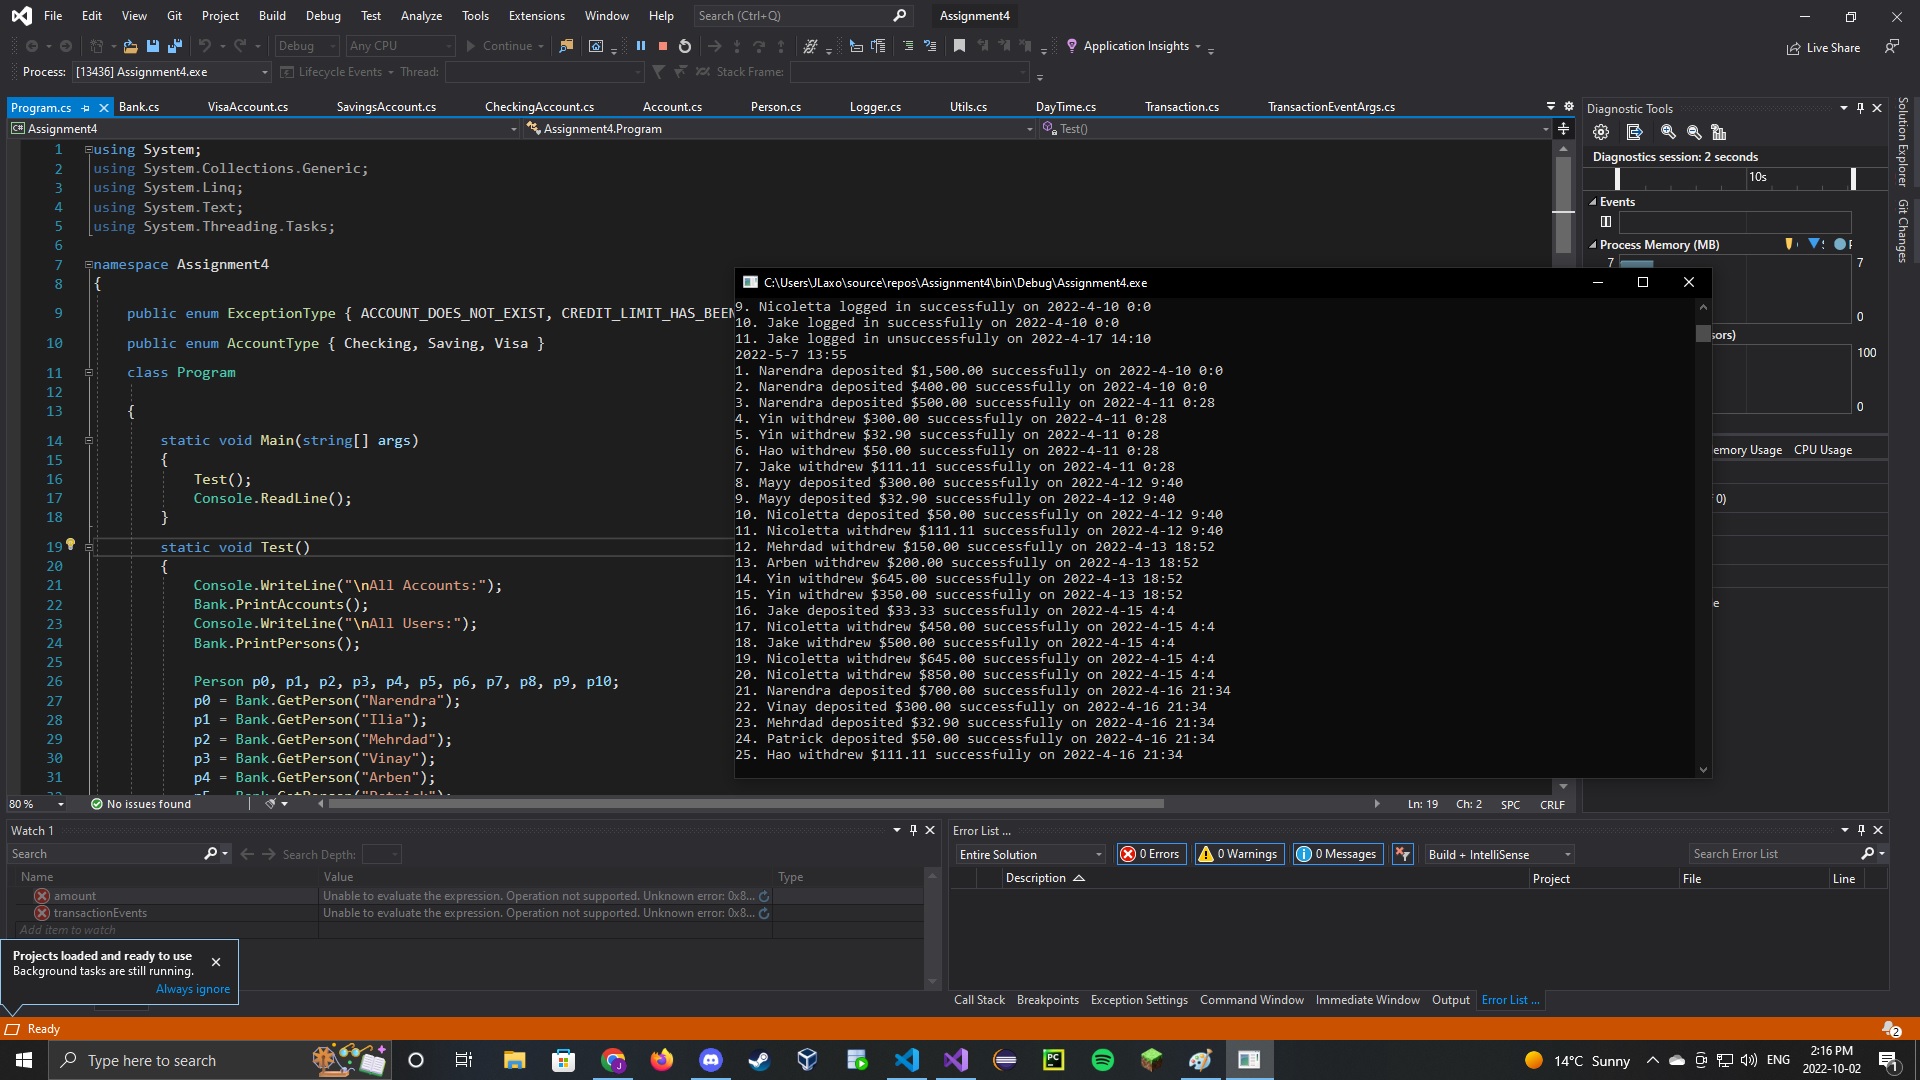 File Edit View Git Project Build Debug Test Analyze Tools Extensions Window Help Search (Ctrl+Q) Assignment4
Debug Any CPU Continue Application Insights Live Share
Process: [13436] Assignment4.exe Lifecycle Events Thread: Stack Frame:
Program.cs Bank.cs VisaAccount.cs SavingsAccount.cs CheckingAccount.cs Account.cs Person.cs Logger.cs Utils.cs DayTime.cs Transaction.cs TransactionEventArgs.cs
Assignment4 Assignment4.Program Test()
1 using System;
2 using System.Collections.Generic;
3 using System.Linq;
4 using System.Text;
5 using System.Threading.Tasks;
6
7 namespace Assignment4
8 {
9 public enum ExceptionType { ACCOUNT_DOES_NOT_EXIST, CREDIT_LIMIT_HAS_BEEN
10 public enum AccountType { Checking, Saving, Visa }
11 class Program
12
13 {
14 static void Main(string[] args)
15 {
16 Test();
17 Console.ReadLine();
18 }
19 static void Test()
20 {
21 Console.WriteLine("\nAll Accounts:");
22 Bank.PrintAccounts();
23 Console.WriteLine("\nAll Users:");
24 Bank.PrintPersons();
25
26 Person p0, p1, p2, p3, p4, p5, p6, p7, p8, p9, p10;
27 p0 = Bank.GetPerson("Narendra");
28 p1 = Bank.GetPerson("Ilia");
29 p2 = Bank.GetPerson("Mehrdad");
30 p3 = Bank.GetPerson("Vinay");
31 p4 = Bank.GetPerson("Arben");
C:\Users\JLaxo\source\repos\Assignment4\bin\Debug\Assignment4.exe
9. Nicoletta logged in successfully on 2022-4-10 0:0
10. Jake logged in successfully on 2022-4-10 0:0
11. Jake logged in unsuccessfully on 2022-4-17 14:10
2022-5-7 13:55
1. Narendra deposited $1,500.00 successfully on 2022-4-10 0:0
2. Narendra deposited $400.00 successfully on 2022-4-10 0:0
3. Narendra deposited $500.00 successfully on 2022-4-11 0:28
4. Yin withdrew $300.00 successfully on 2022-4-11 0:28
5. Yin withdrew $32.90 successfully on 2022-4-11 0:28
6. Hao withdrew $50.00 successfully on 2022-4-11 0:28
7. Jake withdrew $111.11 successfully on 2022-4-11 0:28
8. Mayy deposited $300.00 successfully on 2022-4-12 9:40
9. Mayy deposited $32.90 successfully on 2022-4-12 9:40
10. Nicoletta deposited $50.00 successfully on 2022-4-12 9:40
11. Nicoletta withdrew $111.11 successfully on 2022-4-12 9:40
12. Mehrdad withdrew $150.00 successfully on 2022-4-13 18:52
13. Arben withdrew $200.00 successfully on 2022-4-13 18:52
14. Yin withdrew $645.00 successfully on 2022-4-13 18:52
15. Yin withdrew $350.00 successfully on 2022-4-13 18:52
16. Jake deposited $33.33 successfully on 2022-4-15 4:4
17. Nicoletta withdrew $450.00 successfully on 2022-4-15 4:4
18. Jake withdrew $500.00 successfully on 2022-4-15 4:4
19. Nicoletta withdrew $645.00 successfully on 2022-4-15 4:4
20. Nicoletta withdrew $850.00 successfully on 2022-4-15 4:4
21. Narendra deposited $700.00 successfully on 2022-4-16 21:34
22. Vinay deposited $300.00 successfully on 2022-4-16 21:34
23. Mehrdad deposited $32.90 successfully on 2022-4-16 21:34
24. Patrick deposited $50.00 successfully on 2022-4-16 21:34
25. Hao withdrew $111.11 successfully on 2022-4-16 21:34
Diagnostic Tools
Diagnostics session: 2 seconds
10s
Events
Process Memory (MB)
7 7
0
sors)
100
0
emory Usage CPU Usage
0)
e
Solution Explorer
Git Changes
80 % No issues found Ln: 19 Ch: 2 SPC CRLF
Watch 1
Search Search Depth:
Name Value Type
amount Unable to evaluate the expression. Operation not supported. Unknown error: 0x8...
transactionEvents Unable to evaluate the expression. Operation not supported. Unknown error: 0x8...
Add item to watch
Projects loaded and ready to use
Background tasks are still running.
Always ignore
Error List ...
Entire Solution 0 Errors 0 Warnings 0 Messages Build + IntelliSense Search Error List
Description Project File Line
Call Stack Breakpoints Exception Settings Command Window Immediate Window Output Error List ...
Ready 2
Type here to search 14°C Sunny ENG 2:16 PM
2022-10-02 1